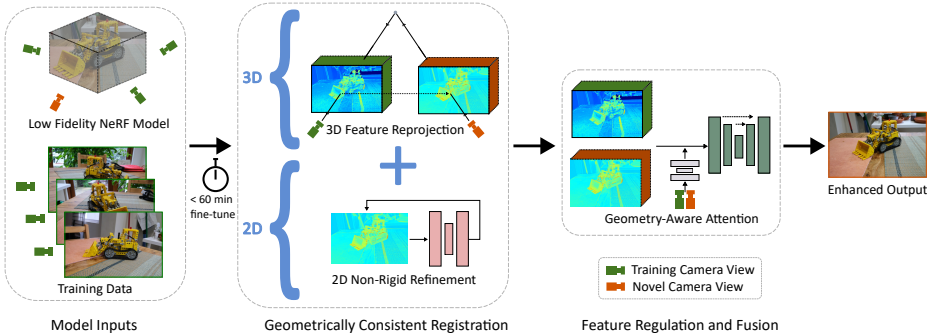 Low Fidelity NeRF Model
Training Data
Model Inputs
< 60 min
fine-tune
3D
3D Feature Reprojection
2D
2D Non-Rigid Refinement
Geometrically Consistent Registration
Geometry-Aware Attention
Training Camera View
Novel Camera View
Feature Regulation and Fusion
Enhanced Output